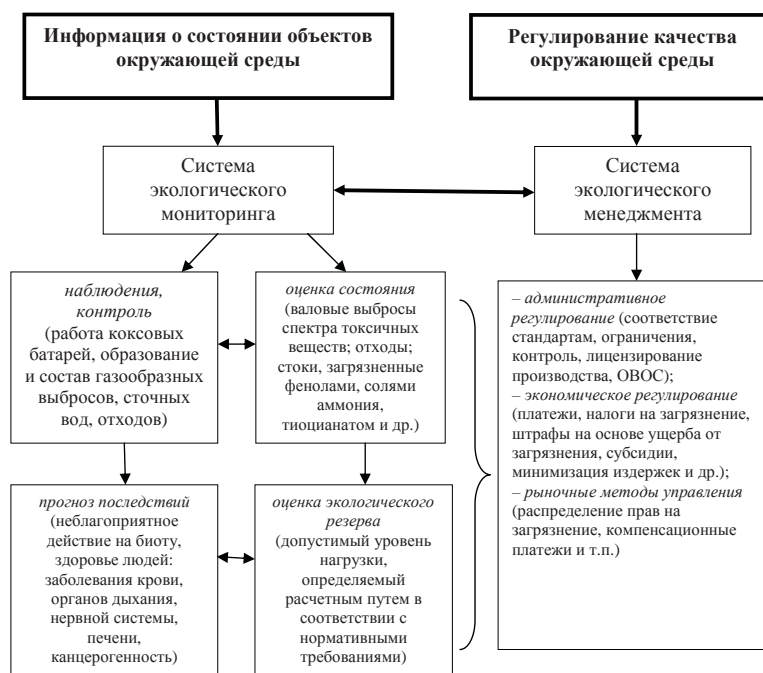 Информация о состоянии объектов
окружающей среды
Регулирование качества
окружающей среды
Система
экологического
мониторинга
Система
экологического
менеджмента
наблюдения,
контроль
(работа коксовых
батарей, образование
и состав газообразных
выбросов, сточных
вод, отходов)
оценка состояния
(валовые выбросы
спектра токсичных
веществ; отходы;
стоки, загрязненные
фенолами, солями
аммония,
тиоцианатом и др.)
– административное
регулирование (соответствие
стандартам, ограничения,
контроль, лицензирование
производства, ОВОС);
– экономическое регулирование
(платежи, налоги на загрязнение,
штрафы на основе ущерба от
загрязнения, субсидии,
минимизация издержек и др.);
– рыночные методы управления
(распределение прав на
загрязнение, компенсационные
платежи и т.п.)
прогноз последствий
(неблагоприятное
действие на биоту,
здоровье людей:
заболевания крови,
органов дыхания,
нервной системы,
печени,
канцерогенность)
оценка экологического
резерва
(допустимый уровень
нагрузки,
определяемый
расчетным путем в
соответствии с
нормативными
требованиями)